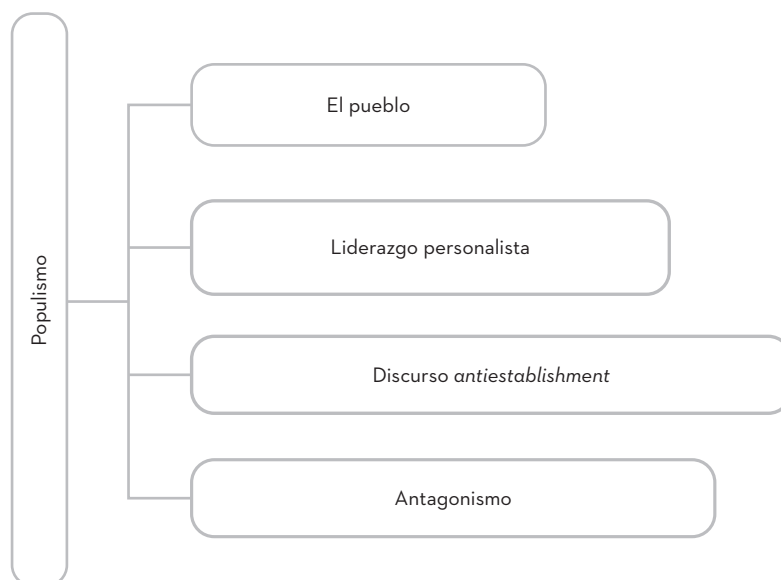 Populismo
El pueblo
Liderazgo personalista
Discurso antiestablishment
Antagonismo